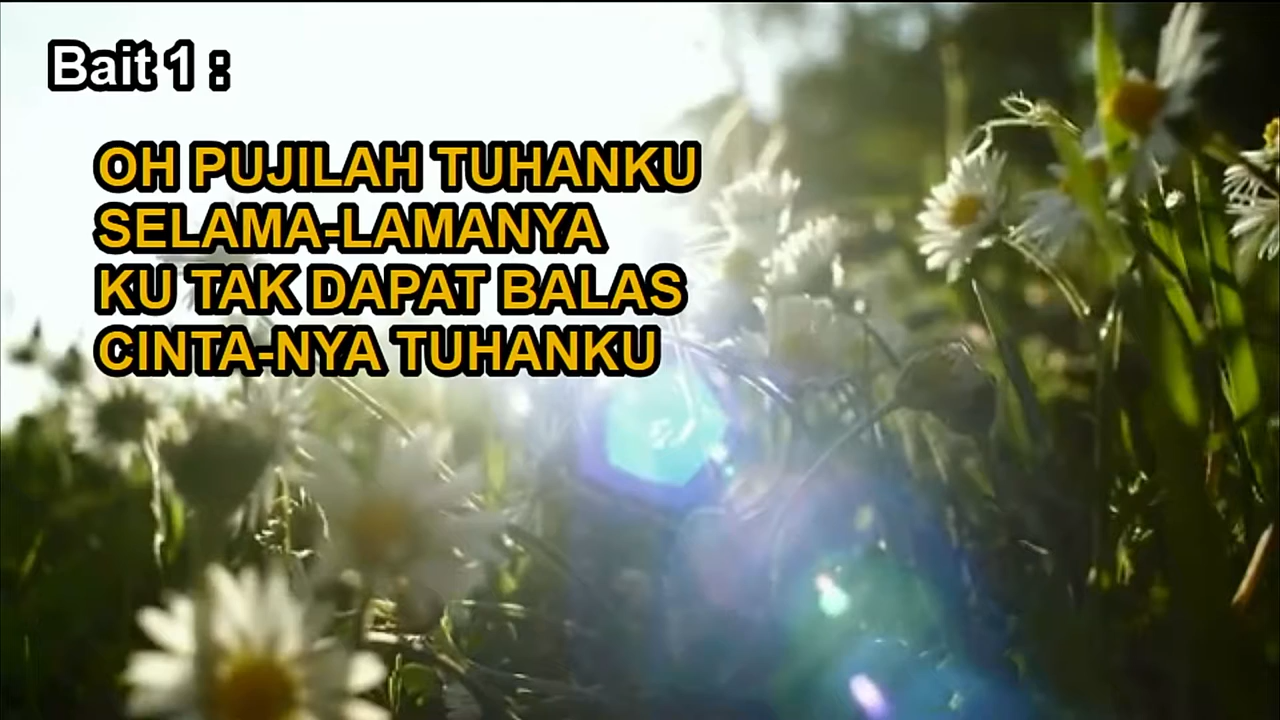 Bait 1 :
OH PUJILAH TUHANKU
SELAMA-LAMANYA
KU TAK DAPAT BALAS
CINTA-NYA TUHANKU